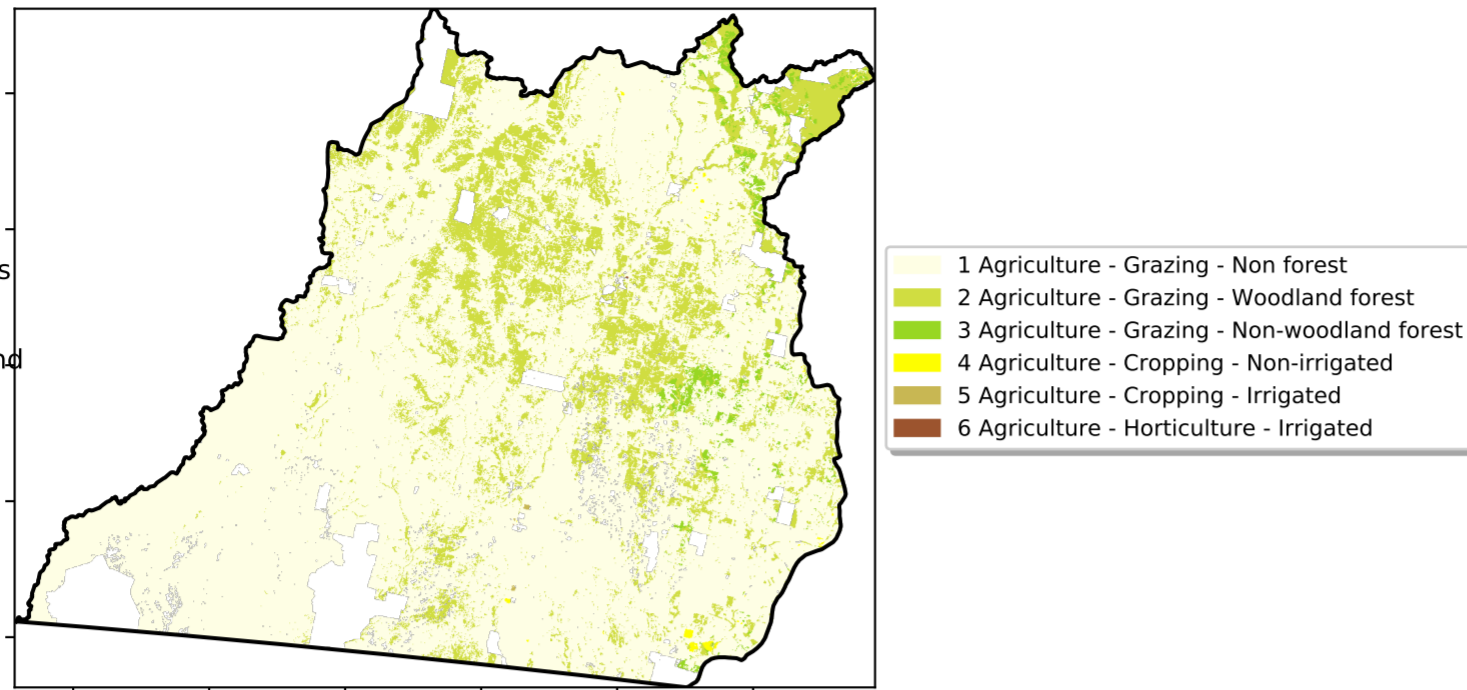 s
nd
1 Agriculture - Grazing - Non forest
2 Agriculture - Grazing - Woodland forest
3 Agriculture - Grazing - Non-woodland forest
4 Agriculture - Cropping - Non-irrigated
5 Agriculture - Cropping - Irrigated
6 Agriculture - Horticulture - Irrigated